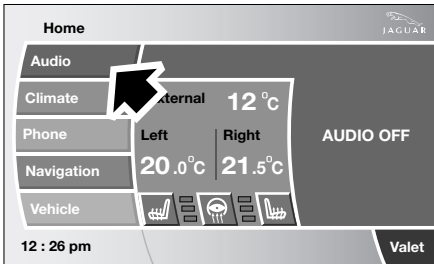 Home
JAGUAR
Audio
Climate
External 12 °C
Phone
Left Right
AUDIO OFF
Navigation
20.0°C 21.5°C
Vehicle
12 : 26 pm
Valet